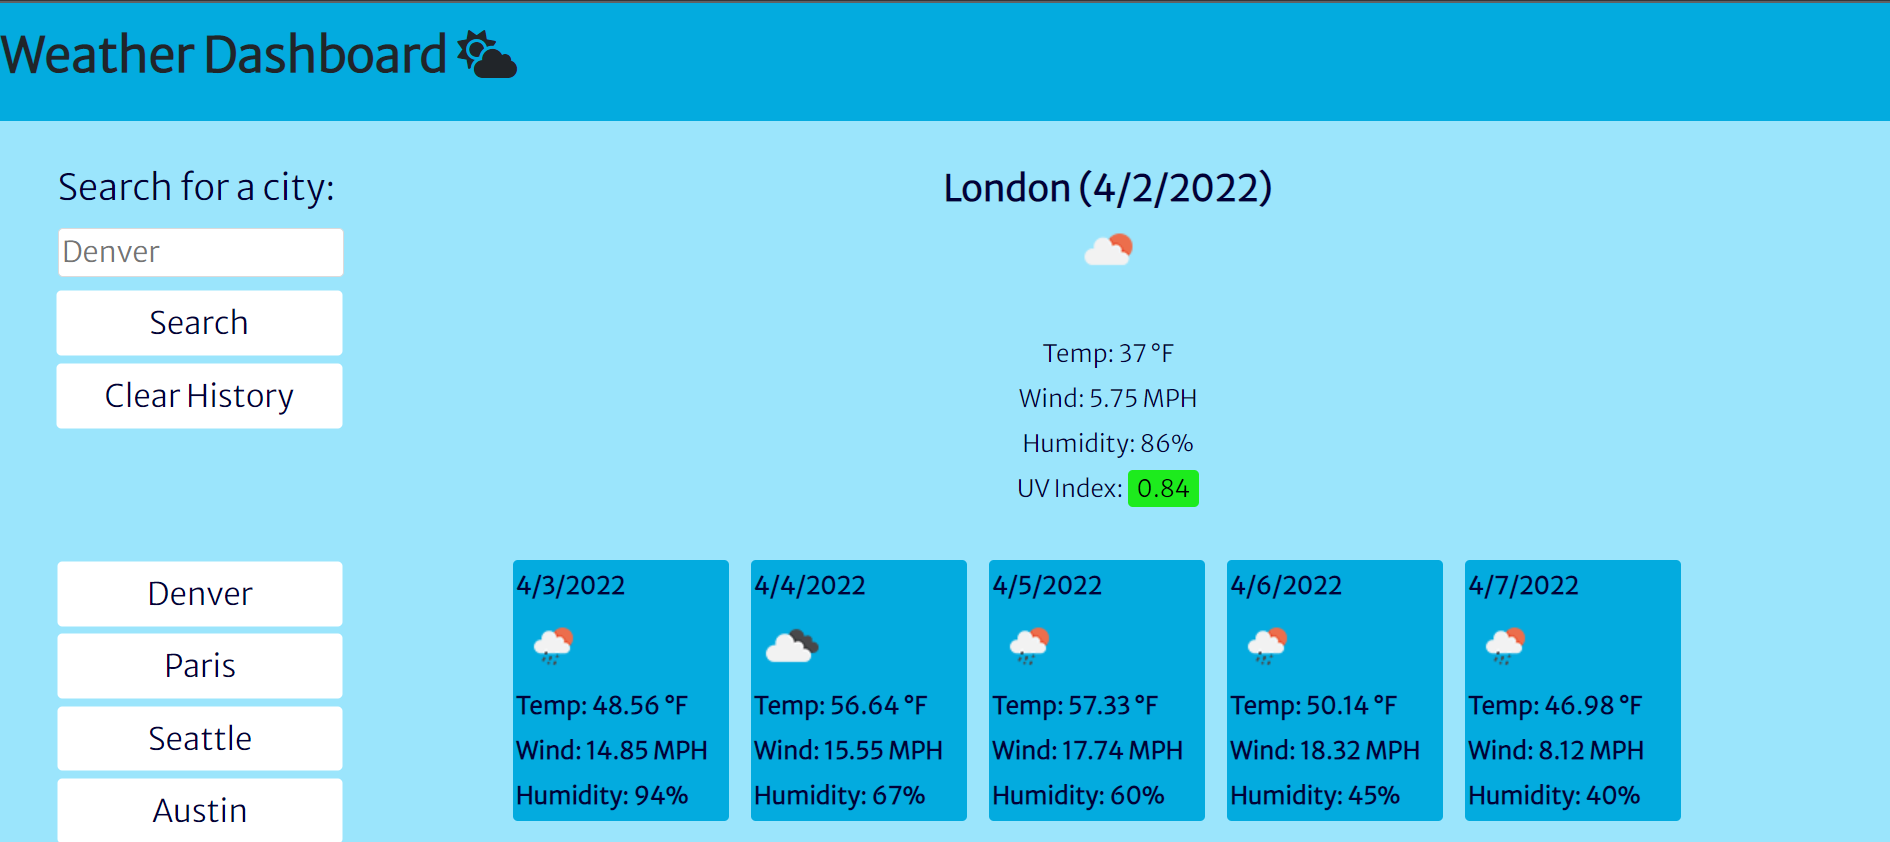 Weather Dashboard
Search for a city:
Denver
Search
Clear History
Denver
Paris
Seattle
Austin
London (4/2/2022)
Temp: 37 °F
Wind: 5.75 MPH
Humidity: 86%
UV Index: 0.84
4/3/2022
Temp: 48.56 °F
Wind: 14.85 MPH
Humidity: 94%
4/4/2022
Temp: 56.64 °F
Wind: 15.55 MPH
Humidity: 67%
4/5/2022
Temp: 57.33 °F
Wind: 17.74 MPH
Humidity: 60%
4/6/2022
Temp: 50.14 °F
Wind: 18.32 MPH
Humidity: 45%
4/7/2022
Temp: 46.98 °F
Wind: 8.12 MPH
Humidity: 40%